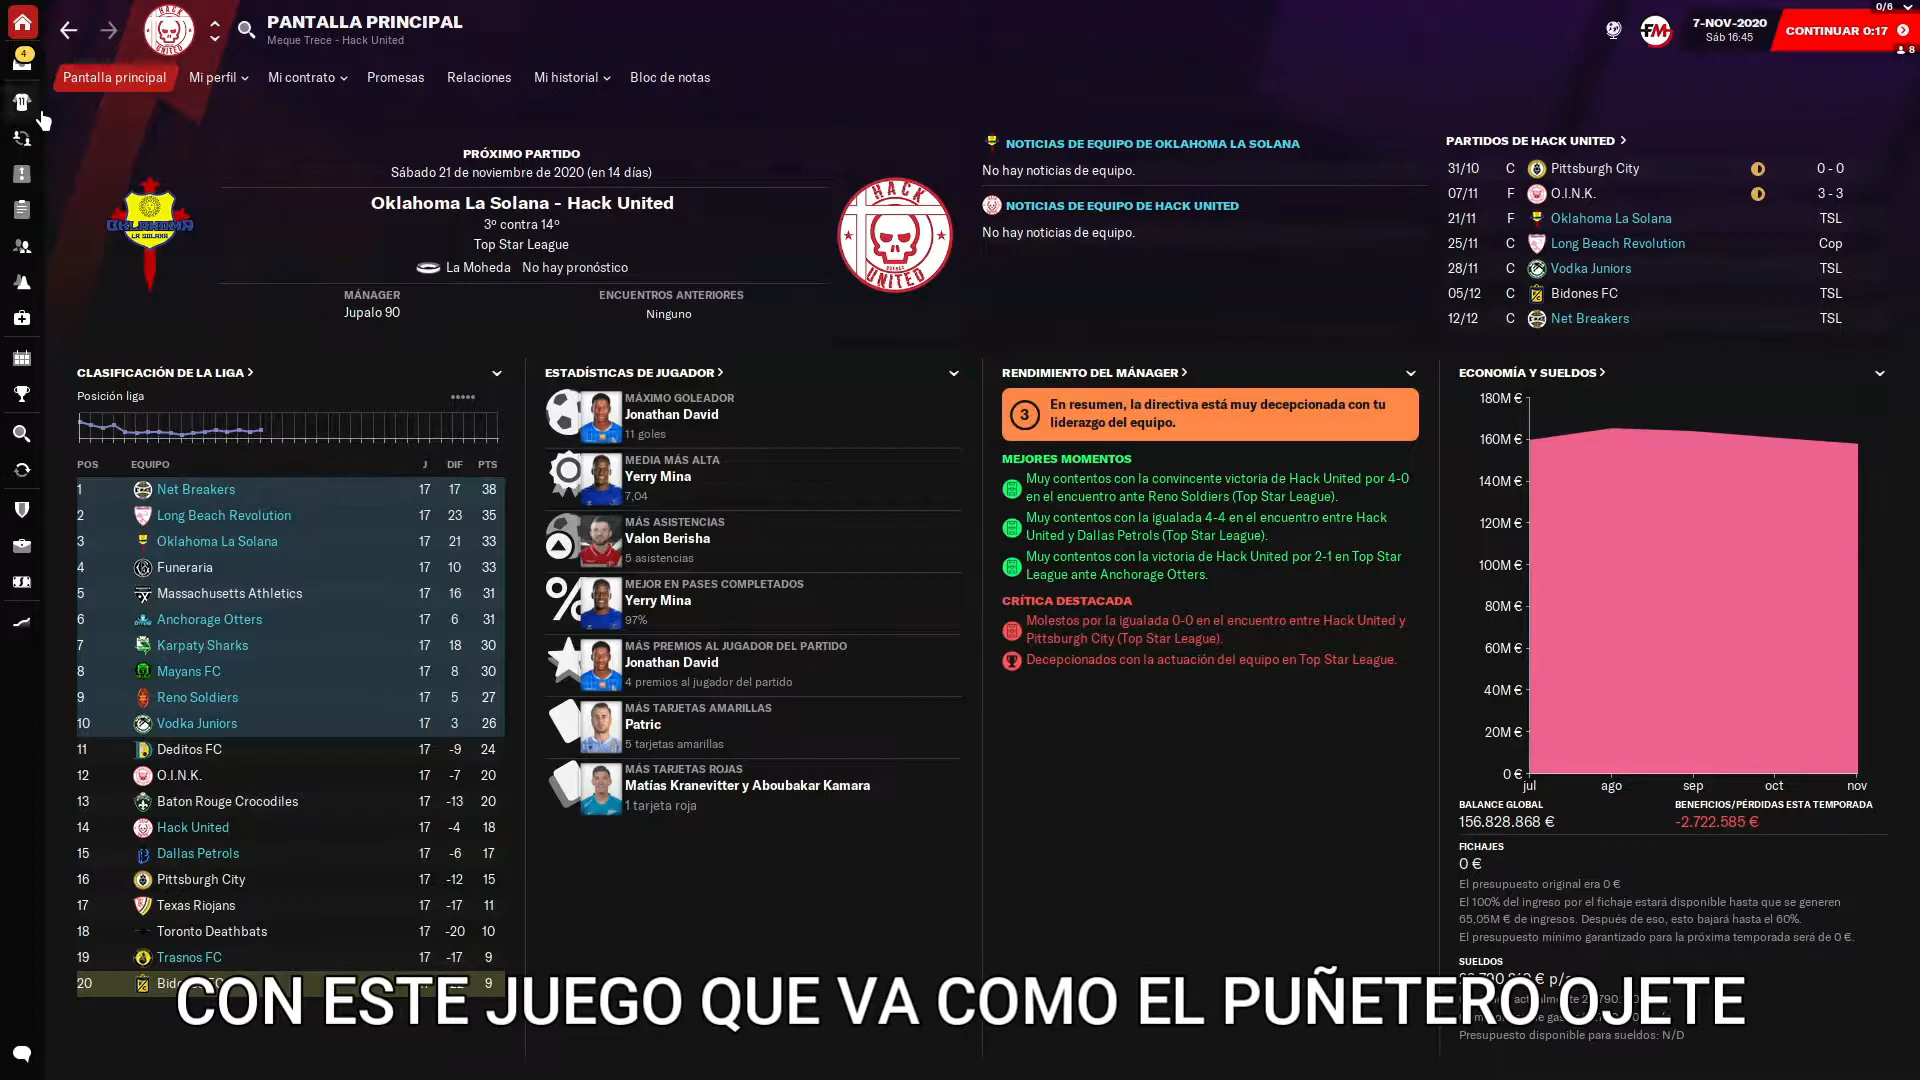 PANTALLA PRINCIPAL
Meque Trece - Hack United
0/6
7-NOV-2020
Sáb 16:45
CONTINUAR 0:17
8
4
Pantalla principal
Mi perfil
Mi contrato
Promesas
Relaciones
Mi historial
Bloc de notas
PRÓXIMO PARTIDO
Sábado 21 de noviembre de 2020 (en 14 días)
Oklahoma La Solana - Hack United
3º contra 14º
Top Star League
La Moheda No hay pronóstico
MÁNAGER
Jupalo 90
ENCUENTROS ANTERIORES
Ninguno
OKLAHOMA
LA SOLANA
HACK
UNITED
NOTICIAS DE EQUIPO DE OKLAHOMA LA SOLANA
No hay noticias de equipo.
NOTICIAS DE EQUIPO DE HACK UNITED
No hay noticias de equipo.
PARTIDOS DE HACK UNITED
31/10 C Pittsburgh City 0 - 0
07/11 F O.I.N.K. 3 - 3
21/11 F Oklahoma La Solana TSL
25/11 C Long Beach Revolution Cop
28/11 C Vodka Juniors TSL
05/12 C Bidones FC TSL
12/12 C Net Breakers TSL
CLASIFICACIÓN DE LA LIGA
Posición liga
POS EQUIPO J DIF PTS
1 Net Breakers 17 17 38
2 Long Beach Revolution 17 23 35
3 Oklahoma La Solana 17 21 33
4 Funeraria 17 10 33
5 Massachusetts Athletics 17 16 31
6 Anchorage Otters 17 6 31
7 Karpaty Sharks 17 18 30
8 Mayans FC 17 8 30
9 Reno Soldiers 17 5 27
10 Vodka Juniors 17 3 26
11 Deditos FC 17 -9 24
12 O.I.N.K. 17 -7 20
13 Baton Rouge Crocodiles 17 -13 20
14 Hack United 17 -4 18
15 Dallas Petrols 17 -6 17
16 Pittsburgh City 17 -12 15
17 Texas Riojans 17 -17 11
18 Toronto Deathbats 17 -20 10
19 Trasnos FC 17 -17 9
20 9
ESTADÍSTICAS DE JUGADOR
MÁXIMO GOLEADOR
Jonathan David
11 goles
MEDIA MÁS ALTA
Yerry Mina
7,04
MÁS ASISTENCIAS
Valon Berisha
5 asistencias
MEJOR EN PASES COMPLETADOS
Yerry Mina
97%
MÁS PREMIOS AL JUGADOR DEL PARTIDO
Jonathan David
4 premios al jugador del partido
MÁS TARJETAS AMARILLAS
Patric
5 tarjetas amarillas
MÁS TARJETAS ROJAS
Matías Kranevitter y Aboubakar Kamara
1 tarjeta roja
RENDIMIENTO DEL MÁNAGER
3
En resumen, la directiva está muy decepcionada con tu
liderazgo del equipo.
MEJORES MOMENTOS
Muy contentos con la convincente victoria de Hack United por 4-0
en el encuentro ante Reno Soldiers (Top Star League).
Muy contentos con la igualada 4-4 en el encuentro entre Hack
United y Dallas Petrols (Top Star League).
Muy contentos con la victoria de Hack United por 2-1 en Top Star
League ante Anchorage Otters.
CRÍTICA DESTACADA
Molestos por la igualada 0-0 en el encuentro entre Hack United y
Pittsburgh City (Top Star League).
Decepcionados con la actuación del equipo en Top Star League.
ECONOMÍA Y SUELDOS
180M €
160M €
140M €
120M €
100M €
80M €
60M €
40M €
20M €
0 €
jul ago sep oct nov
BALANCE GLOBAL
156.828.868 €
BENEFICIOS/PÉRDIDAS ESTA TEMPORADA
-2.722.585 €
FICHAJES
0 €
El presupuesto original era 0 €
El 100% del ingreso por el fichaje estará disponible hasta que se generen
65,05M € de ingresos. Después de eso, esto bajará hasta el 60%.
El presupuesto mínimo garantizado para la próxima temporada será de 0 €.
SUELDOS
Presupuesto disponible para sueldos: N/D
CON ESTE JUEGO QUE VA COMO EL PUÑETERO OJETE